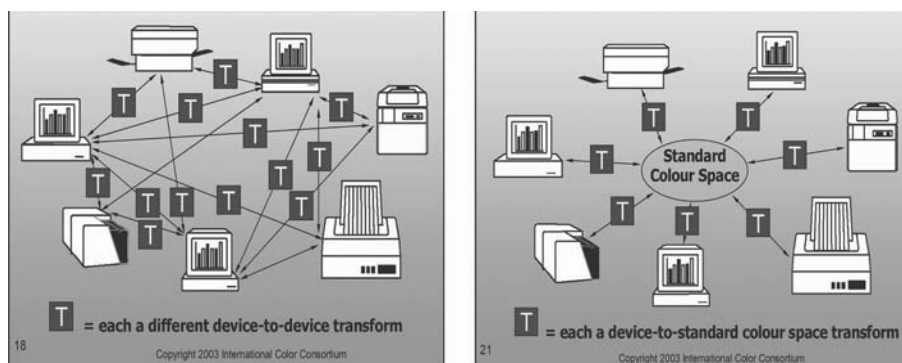 T
T
T
T
T
T
T
T
T
T
T
T
T = each a different device-to-device transform
18
Copyright 2003 International Color Consortium
T
T
T
Standard
Colour Space
T
T
T
T
T = each a device-to-standard colour space transform
21
Copyright 2003 International Color Consortium